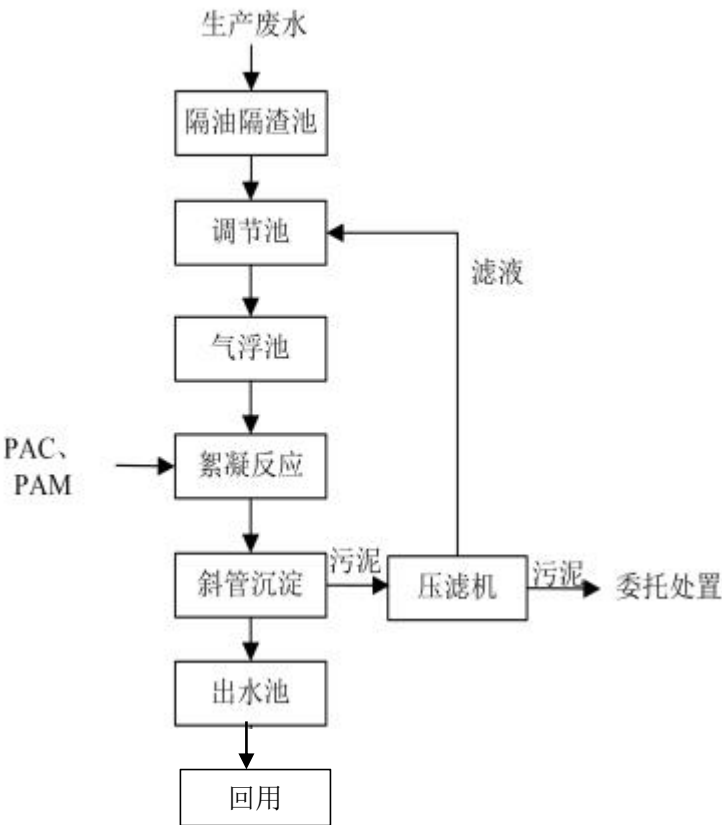 生产废水
隔油隔渣池
调节池
滤液
气浮池
PAC、
PAM
絮凝反应
斜管沉淀
污泥
压滤机
污泥
委托处置
出水池
回用